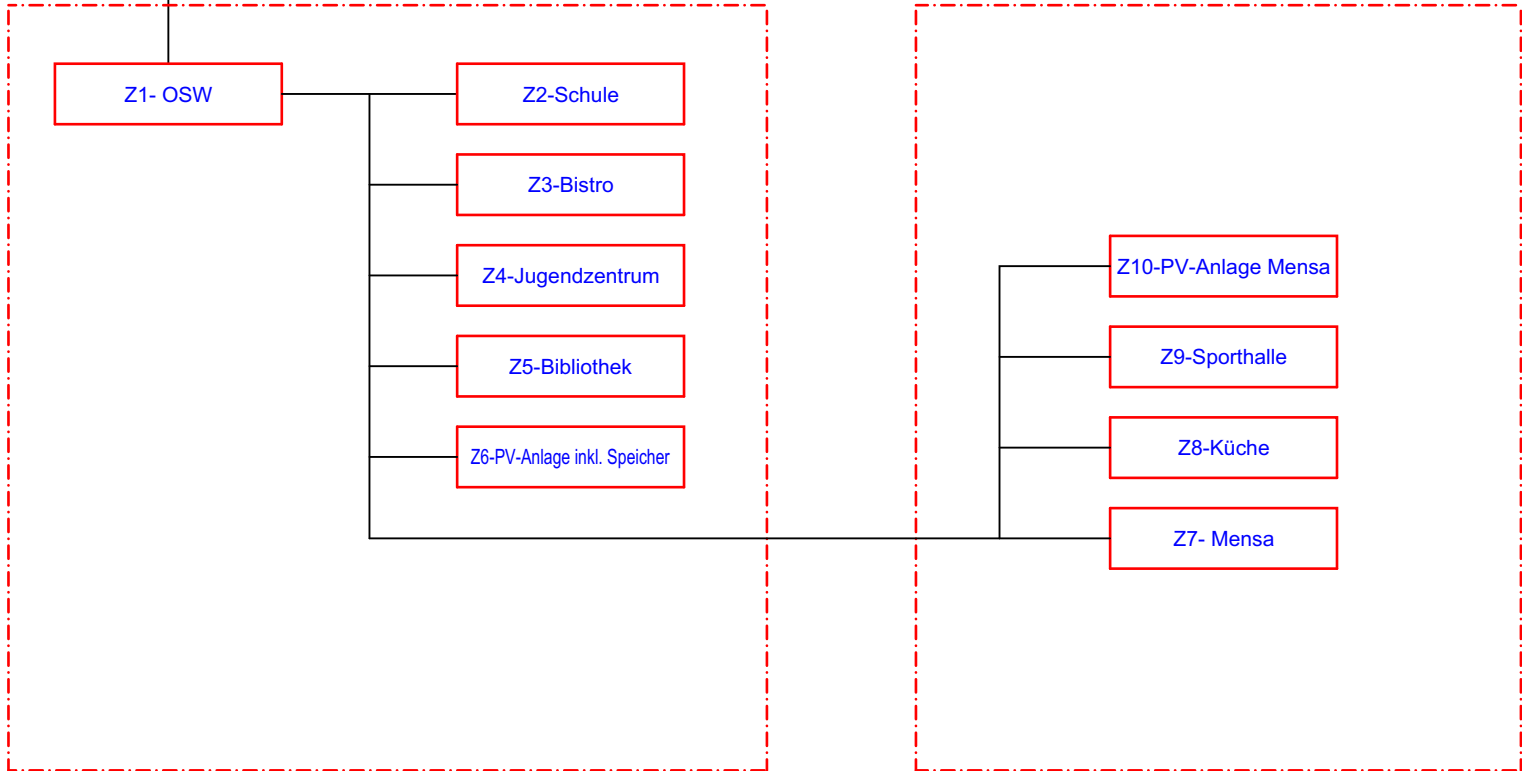 Z1- OSW
Z2-Schule
Z3-Bistro
Z4-Jugendzentrum
Z5-Bibliothek
Z6-PV-Anlage inkl. Speicher
Z10-PV-Anlage Mensa
Z9-Sporthalle
Z8-Küche
Z7- Mensa